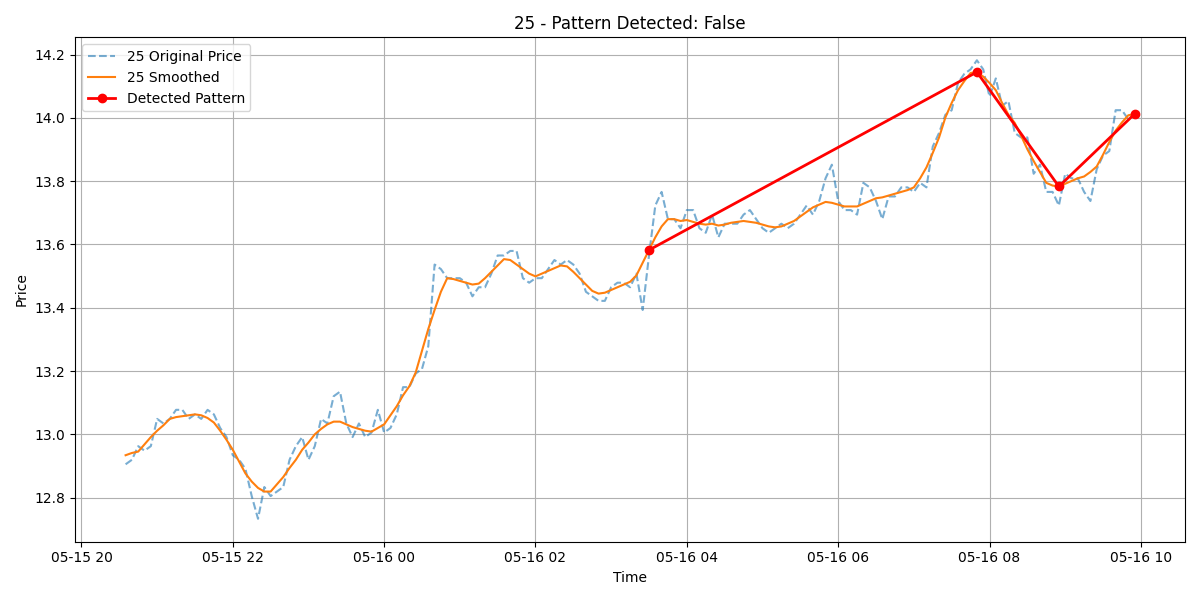 25 - Pattern Detected: False
25 Original Price
25 Smoothed
Detected Pattern
Price
14.2
14.0
13.8
13.6
13.4
13.2
13.0
12.8
05-15 20 05-15 22 05-16 00 05-16 02 05-16 04 05-16 06 05-16 08 05-16 10
Time